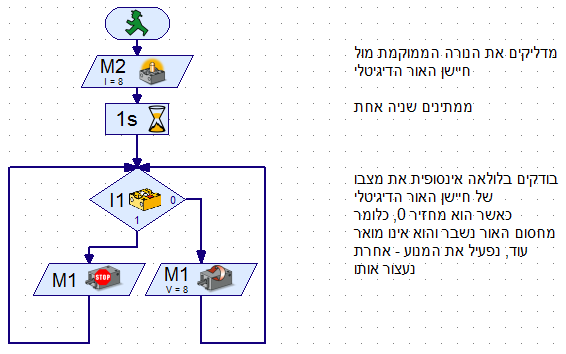 M2
I = 8
1s
I1
0
1
M1
STOP
M1
V = 8
מדליקים את הנורה הממוקמת מול
חיישן האור הדיגיטלי
ממתינים שניה אחת
בודקים בלולאה אינסופית את מצבו
של חיישן האור הדיגיטלי
כאשר הוא מחזיר 0, כלומר
מחסום האור נשבר והוא אינו מואר
עוד, נפעיל את המנוע - אחרת
נעצור אותו